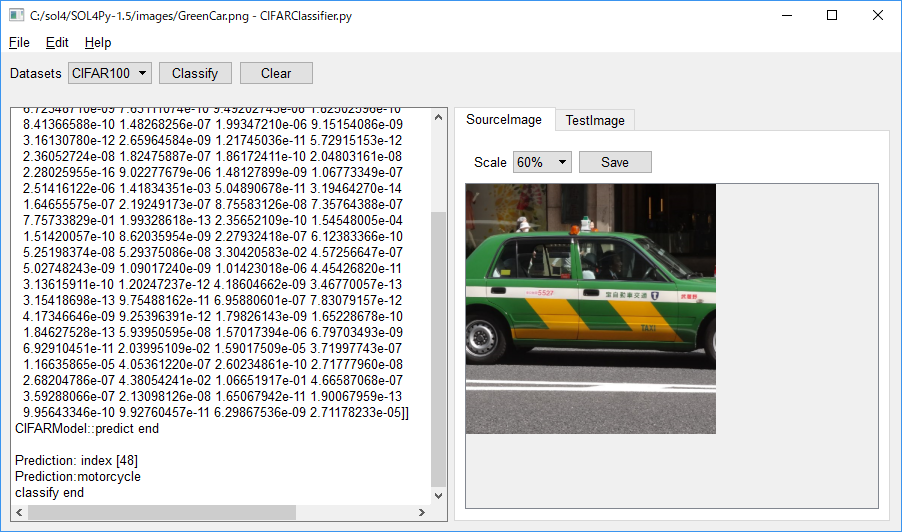 C:/sol4/SOL4Py-1.5/images/GreenCar.png - CIFARClassifier.py
File Edit Help
Datasets CIFAR100 Classify Clear
8.41366588e-10 1.48268256e-07 1.99347210e-06 9.15154086e-09
3.16130780e-12 2.65964584e-09 1.21745036e-11 5.72915153e-12
2.36052724e-08 1.82475887e-07 1.86172411e-10 2.04803161e-08
2.28025955e-16 9.02277679e-06 1.48127899e-09 1.06773349e-07
2.51416122e-06 1.41834351e-03 5.04890678e-11 3.19464270e-14
1.64655575e-07 2.19249173e-07 8.75583126e-08 7.35764388e-07
7.75733829e-01 1.99328618e-13 2.35652109e-10 1.54548005e-04
1.51420057e-10 8.62035954e-09 2.27932418e-07 6.12383366e-10
5.25198374e-08 5.29375086e-08 3.30420583e-02 4.57256647e-07
5.02748243e-09 1.09017240e-09 1.01423018e-06 4.45426820e-11
3.13615911e-10 1.20247237e-12 4.18604662e-09 3.46770057e-13
3.15418698e-13 9.75488162e-11 6.95880601e-07 7.83079157e-12
4.17346646e-09 9.25396391e-12 1.79826143e-09 1.65228678e-10
1.84627528e-13 5.93950595e-08 1.57017394e-06 6.79703493e-09
6.92910451e-11 2.03995109e-02 1.59017509e-05 3.71997743e-07
1.16635865e-05 4.05361220e-07 2.60234861e-10 2.71777960e-08
2.68204786e-07 4.38054241e-02 1.06651917e-01 4.66587068e-07
3.59288066e-07 2.13098126e-08 1.65067942e-11 1.90067959e-13
9.95643346e-10 9.92760457e-11 6.29867536e-09 2.71178233e-05]]
CIFARModel::predict end
Prediction: index [48]
Prediction:motorcycle
classify end
SourceImage TestImage
Scale 60% Save
5527
TAXI